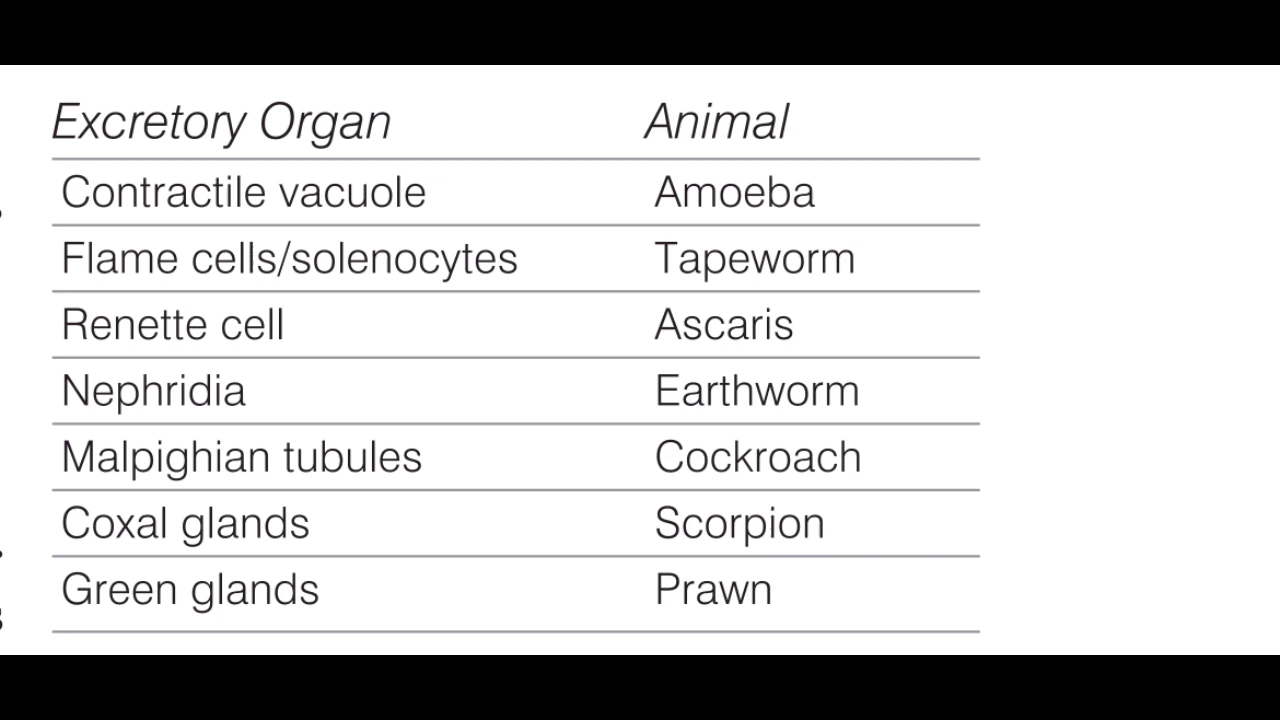 Excretory Organ Animal
Contractile vacuole Amoeba
Flame cells/solenocytes Tapeworm
Renette cell Ascaris
Nephridia Earthworm
Malpighian tubules Cockroach
Coxal glands Scorpion
Green glands Prawn